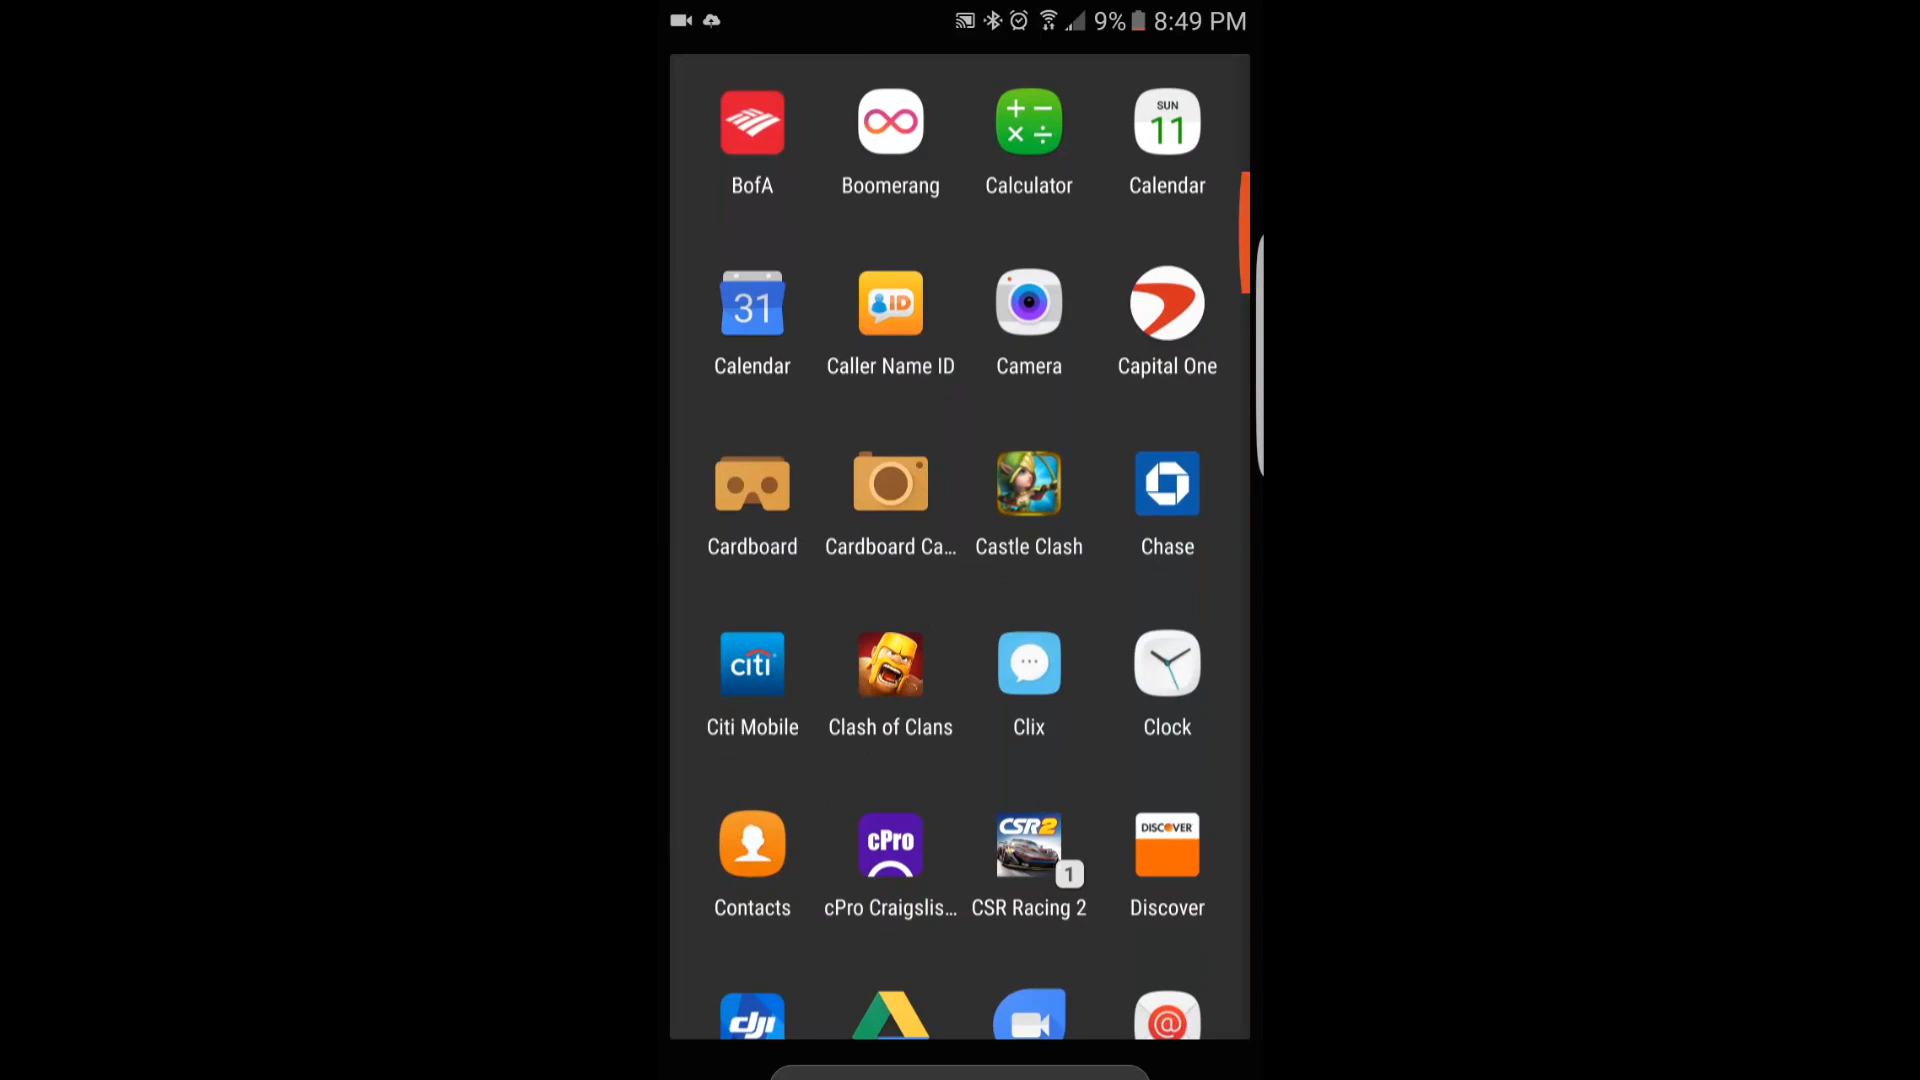 9% 8:49 PM
SUN
11
BofA Boomerang Calculator Calendar
31
ID
Calendar Caller Name ID Camera Capital One
Cardboard Cardboard Ca... Castle Clash Chase
citi
Citi Mobile Clash of Clans Clix Clock
cPro
CSR2
DISCOVER
1
Contacts cPro Craigslis... CSR Racing 2 Discover
dji
@